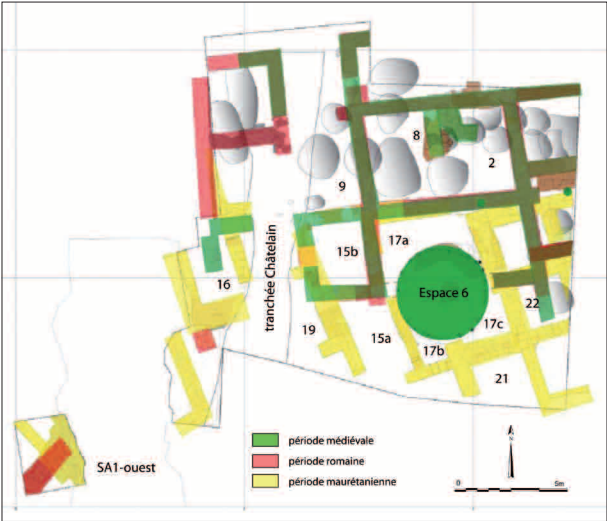 8
2
9
15b
17a
Espace 6
16
tranchée Châtelain
19
15a
17b
17c
22
21
SA1-ouest
période médiévale
période romaine
période maurétanienne
N
0 5m